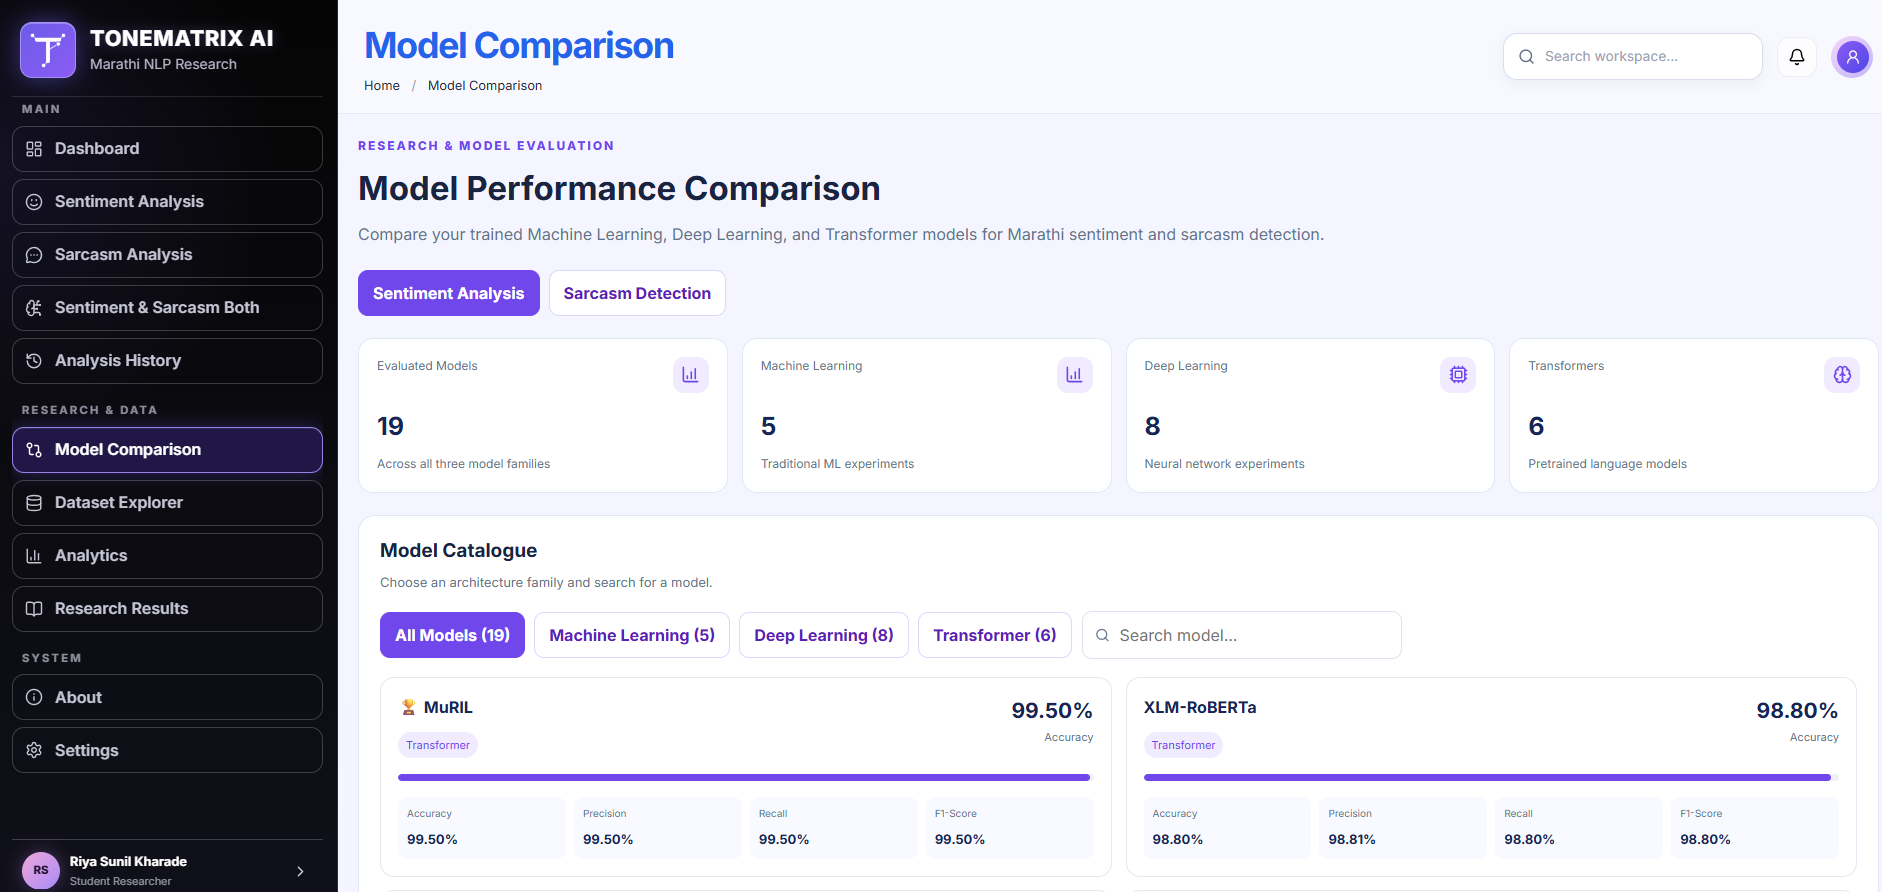 TONEMATRIX AI
Marathi NLP Research
MAIN
Dashboard
Sentiment Analysis
Sarcasm Analysis
Sentiment & Sarcasm Both
Analysis History
RESEARCH & DATA
Model Comparison
Dataset Explorer
Analytics
Research Results
SYSTEM
About
Settings
RS
Riya Sunil Kharade
Student Researcher
Model Comparison
Home / Model Comparison
Search workspace...
RESEARCH & MODEL EVALUATION
Model Performance Comparison
Compare your trained Machine Learning, Deep Learning, and Transformer models for Marathi sentiment and sarcasm detection.
Sentiment Analysis
Sarcasm Detection
Evaluated Models
19
Across all three model families
Machine Learning
5
Traditional ML experiments
Deep Learning
8
Neural network experiments
Transformers
6
Pretrained language models
Model Catalogue
Choose an architecture family and search for a model.
All Models (19)
Machine Learning (5)
Deep Learning (8)
Transformer (6)
Search model...
MuRIL
99.50%
Transformer
Accuracy
Accuracy
99.50%
Precision
99.50%
Recall
99.50%
F1-Score
99.50%
XLM-RoBERTa
98.80%
Transformer
Accuracy
Accuracy
98.80%
Precision
98.81%
Recall
98.80%
F1-Score
98.80%